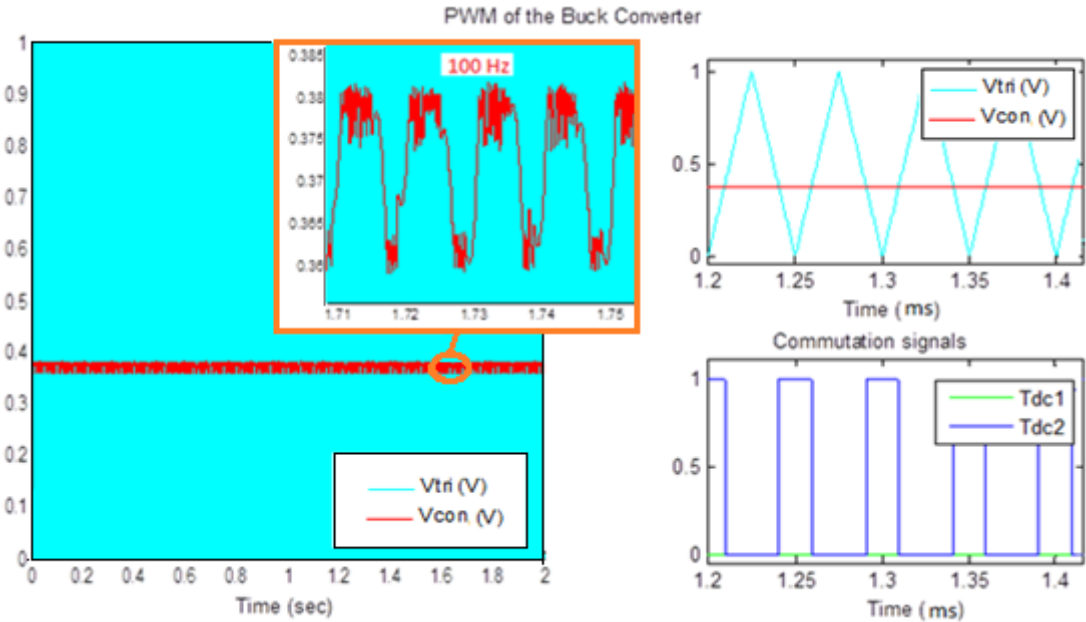 PWM of the Buck Converter
1
0.9
0.8
0.7
0.6
0.5
0.4
0.3
0.2
0.1
0
0 0.2 0.4 0.6 0.8 1 1.2 1.4 1.6 1.8 2
Time (sec)
Vtri (V)
Vcon (V)
100 Hz
0.385
0.38
0.375
0.37
0.365
0.36
1.71 1.72 1.73 1.74 1.75
Vtri (V)
Vcon (V)
1
0.5
0
1.2 1.25 1.3 1.35 1.4
Time (ms)
Commutation signals
Tdc1
Tdc2
1
0.5
0
1.2 1.25 1.3 1.35 1.4
Time (ms)